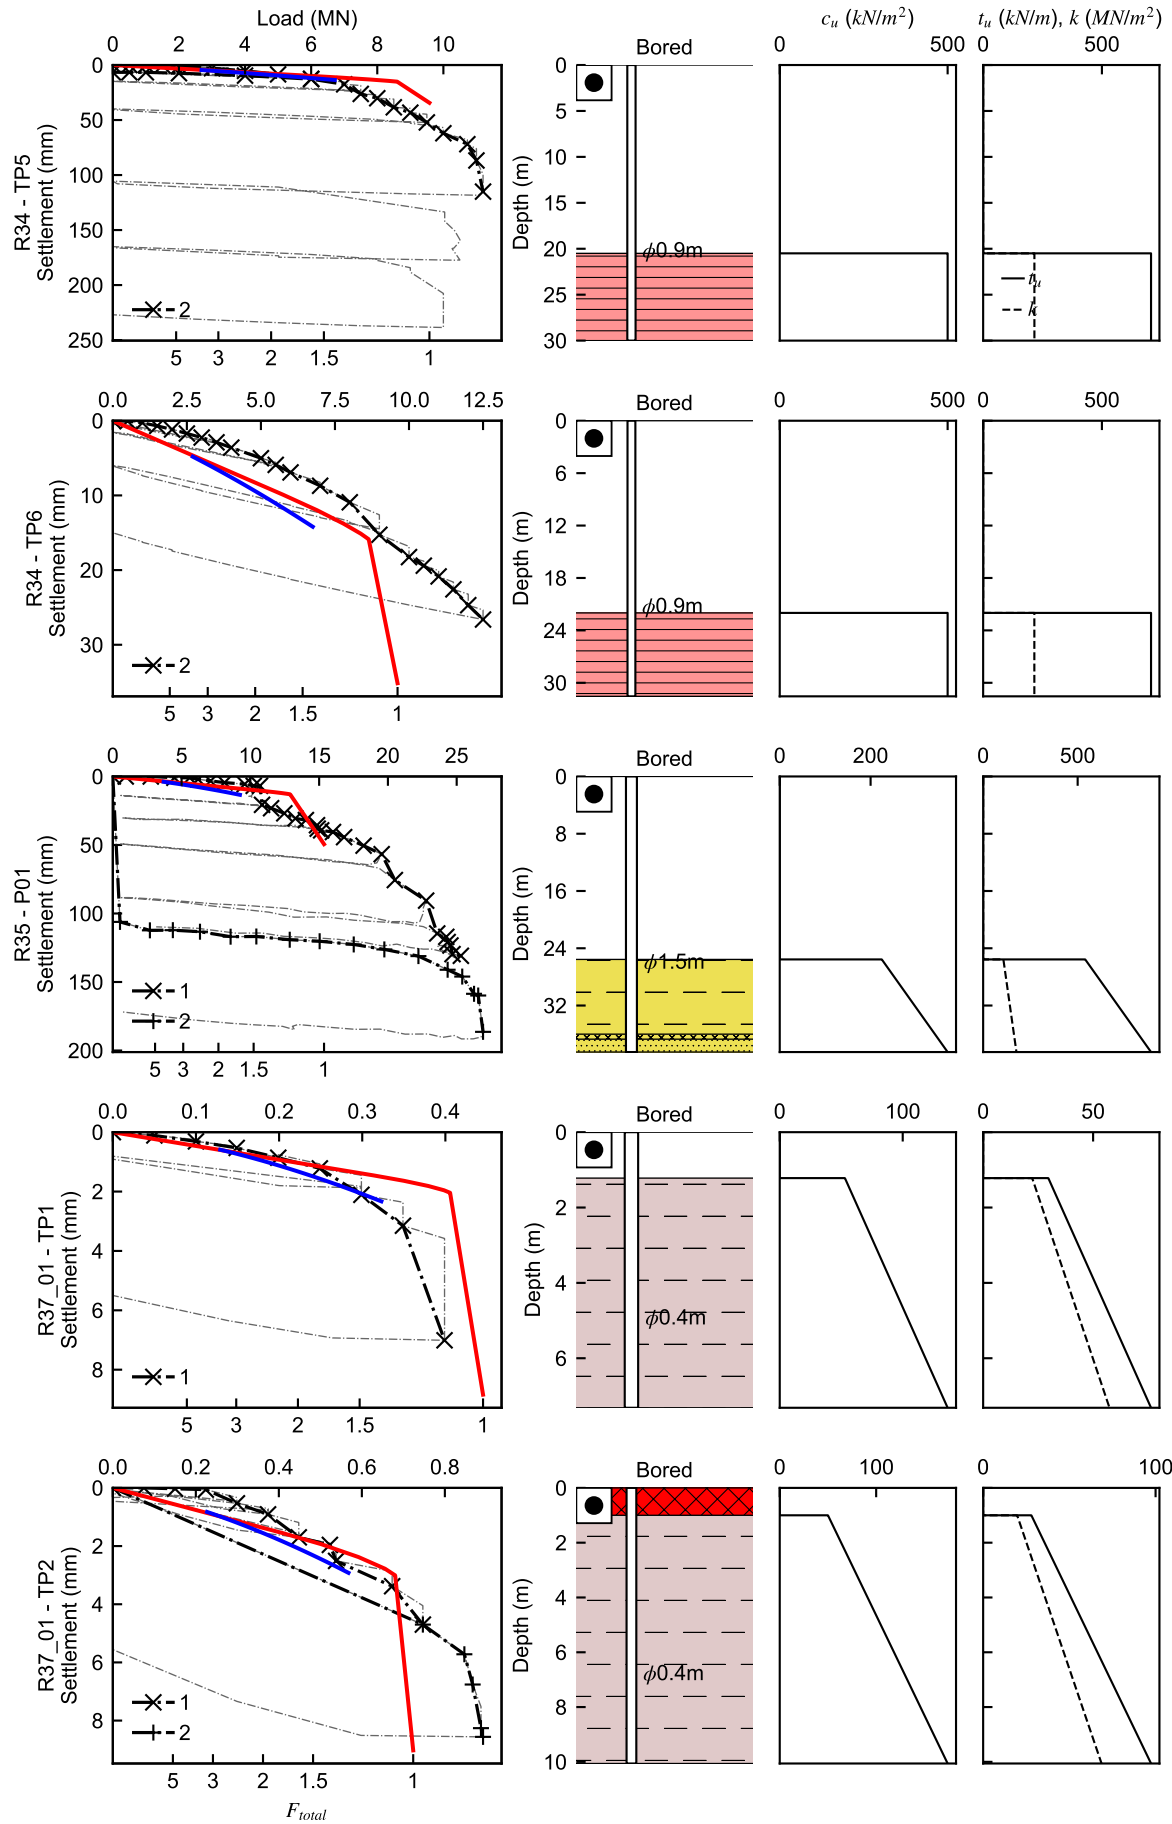 Load (MN)
0 2 4 6 8 10
0
50
100
150
200
250
R34 - TP5
Settlement (mm)
2
5 3 2 1.5 1
Bored
0
5
10
15
20
25
30
Depth (m)
ϕ0.9m
c_u (kN/m²)
0 500
t_u (kN/m), k (MN/m²)
0 500
t_u
k
0.0 2.5 5.0 7.5 10.0 12.5
0
10
20
30
R34 - TP6
Settlement (mm)
2
5 3 2 1.5 1
Bored
0
6
12
18
24
30
Depth (m)
ϕ0.9m
0 500
0 500
0 5 10 15 20 25
0
50
100
150
200
R35 - P01
Settlement (mm)
1
2
5 3 2 1.5 1
Bored
0
8
16
24
32
Depth (m)
ϕ1.5m
0 200
0 500
0.0 0.1 0.2 0.3 0.4
0
2
4
6
8
R37_01 - TP1
Settlement (mm)
1
5 3 2 1.5 1
Bored
0
2
4
6
Depth (m)
ϕ0.4m
0 100
0 50
0.0 0.2 0.4 0.6 0.8
0
2
4
6
8
R37_01 - TP2
Settlement (mm)
1
2
5 3 2 1.5 1
F_total
Bored
0
2
4
6
8
10
Depth (m)
ϕ0.4m
0 100
0 100